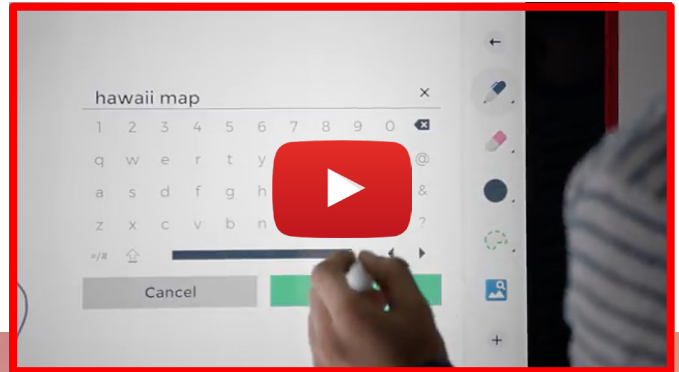 hawaii map ×
1 2 3 4 5 6 7 8 9 0
q w e r t y @
a s d f g h &
z x c v b n ?
=/#
Cancel